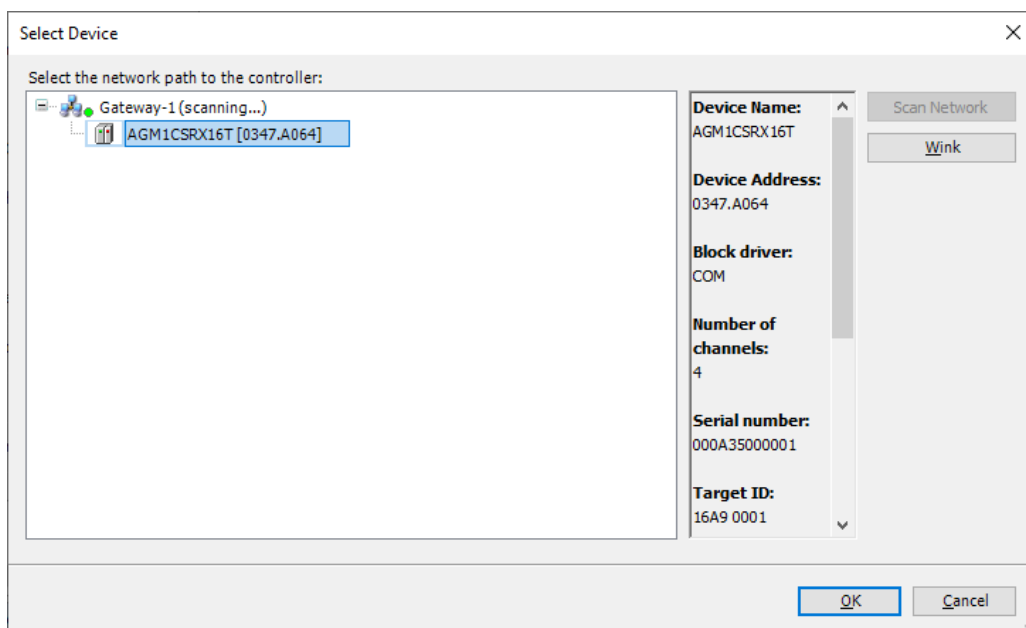 Select Device
Select the network path to the controller:
Gateway-1 (scanning...)
AGM1CSRX16T [0347.A064]
Device Name:
AGM1CSRX16T
Device Address:
0347.A064
Block driver:
COM
Number of
channels:
4
Serial number:
000A35000001
Target ID:
16A9 0001
Scan Network
Wink
OK
Cancel